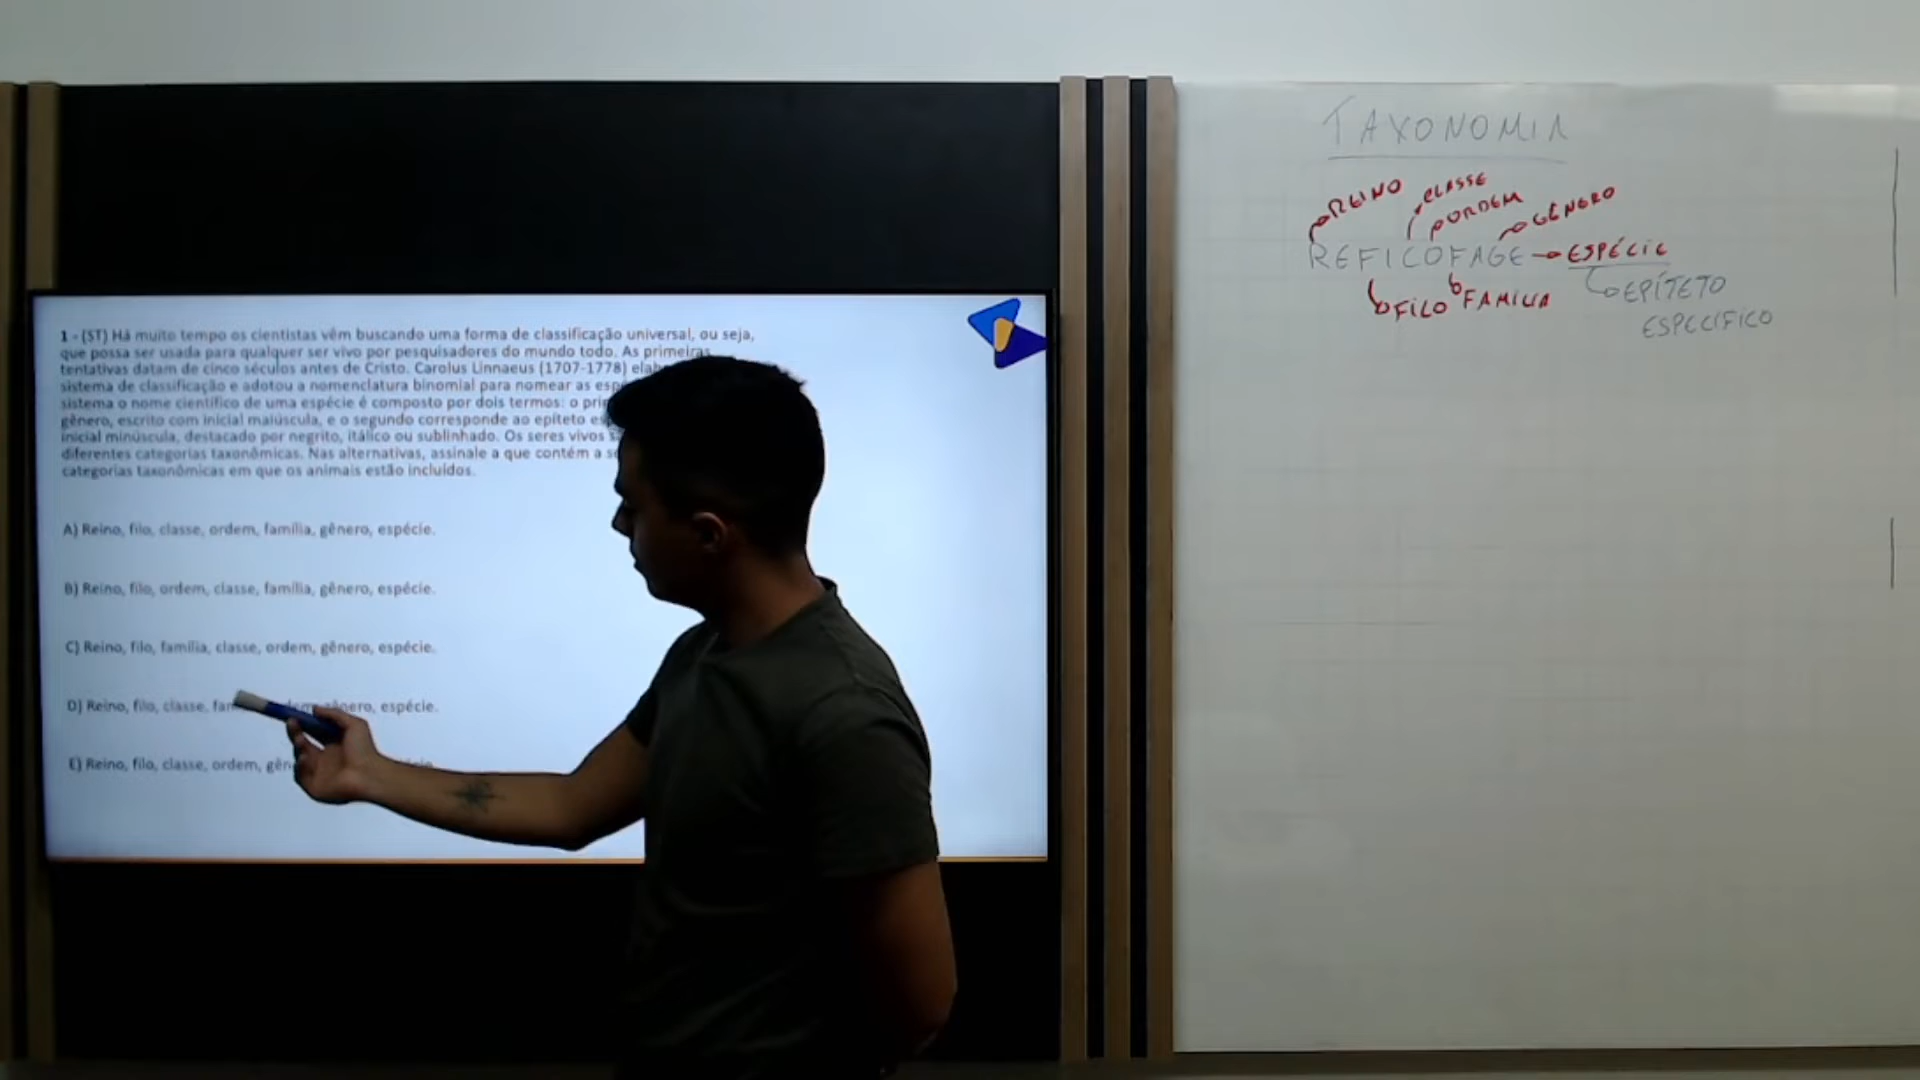 1 - (ST) Há muito tempo os cientistas vêm buscando uma forma de classificação universal, ou seja,
que possa ser usada para qualquer ser vivo por pesquisadores do mundo todo. As primeiras
tentativas datam de cinco séculos antes de Cristo. Carolus Linnaeus (1707-1778)
sistema de classificação e adotou a nomenclatura binomial para nomear as
sistema o nome científico de uma espécie é composto por dois termos: o
gênero, escrito com inicial maiúscula, e o segundo corresponde ao epíteto
inicial minúscula, destacado por negrito, itálico ou sublinhado. Os seres vivos
diferentes categorias taxonômicas. Nas alternativas, assinale a que contém a
categorias taxonômicas em que os animais estão incluídos.
A) Reino, filo, classe, ordem, família, gênero, espécie.
B) Reino, filo, ordem, classe, família, gênero, espécie.
C) Reino, filo, família, classe, ordem, gênero, espécie.
D) Reino, filo, classe, gênero, espécie.
E) Reino, filo, classe, ordem,
TAXONOMIA
REINO CLASSE
ORDEM GÊNERO
REFICOFAGE → ESPÉCIE
FILO FAMILIA EPÍTETO
ESPECÍFICO